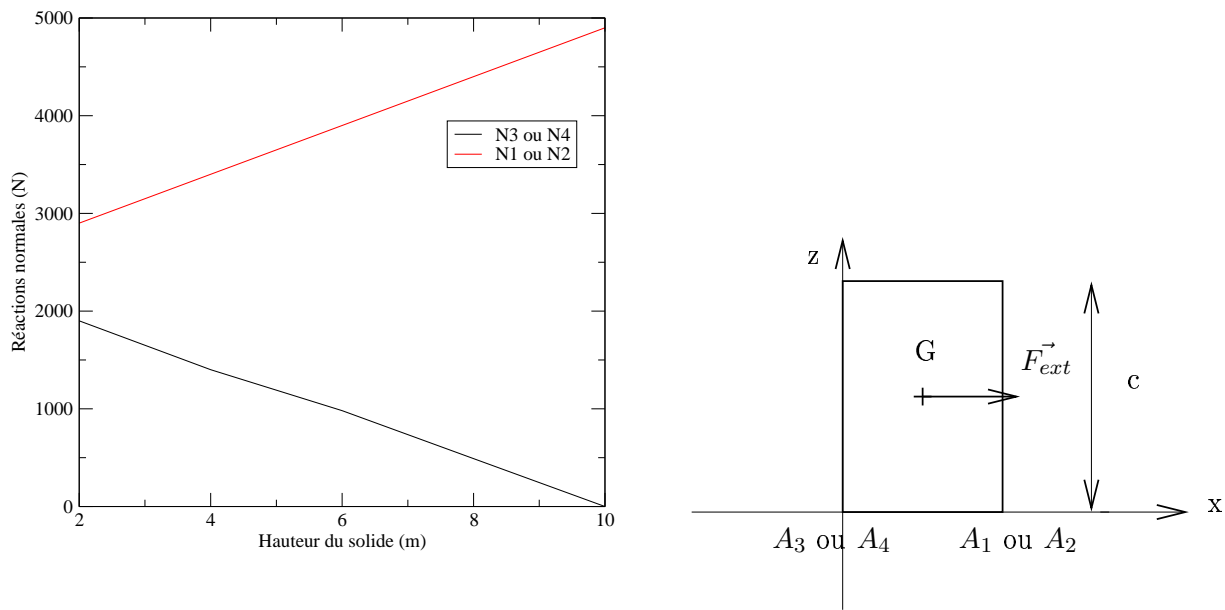 5000
4000
3000
2000
1000
0
Réactions normales (N)
N3 ou N4
N1 ou N2
2 4 6 8 10
Hauteur du solide (m)
z
G
F⃗ext
c
x
A3 ou A4
A1 ou A2